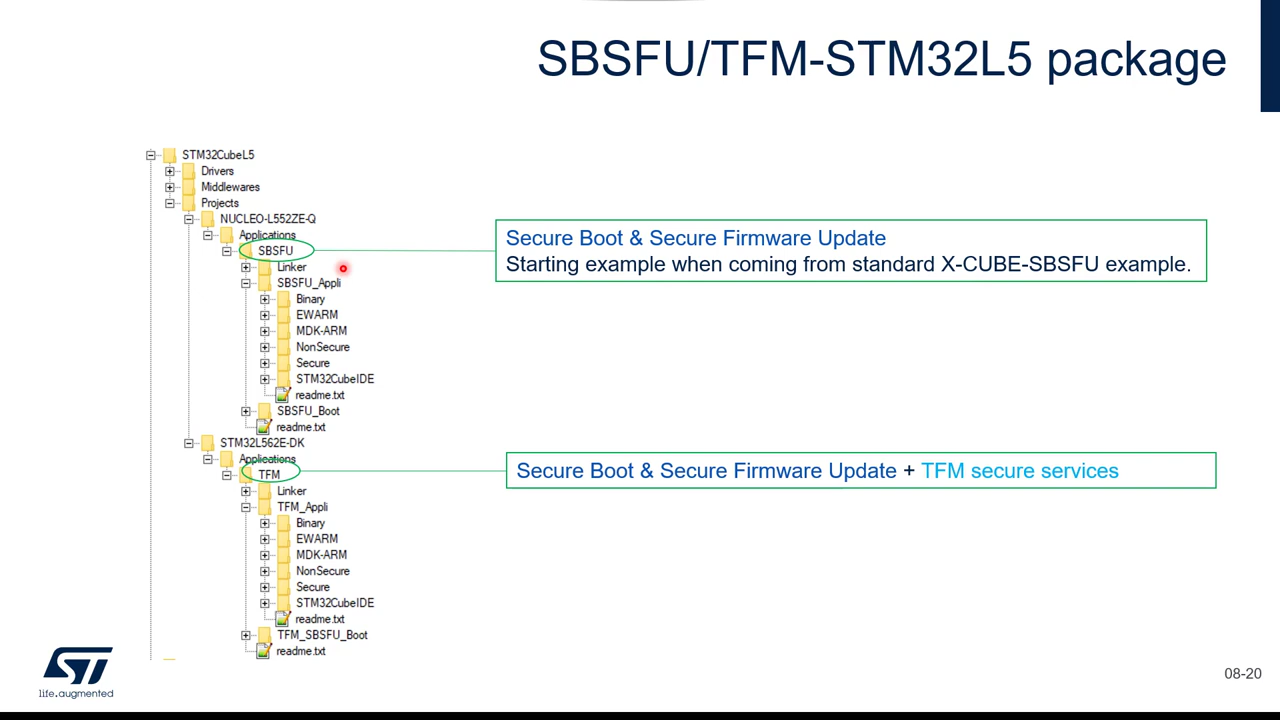 SBSFU/TFM-STM32L5 package
STM32CubeL5
Drivers
Middlewares
Projects
NUCLEO-L552ZE-Q
Applications
SBSFU
Linker
SBSFU_Appli
Binary
EWARM
MDK-ARM
NonSecure
Secure
STM32CubeIDE
readme.txt
SBSFU_Boot
readme.txt
STM32L562E-DK
Applications
TFM
Linker
TFM_Appli
Binary
EWARM
MDK-ARM
NonSecure
Secure
STM32CubeIDE
readme.txt
TFM_SBSFU_Boot
readme.txt
Secure Boot & Secure Firmware Update
Starting example when coming from standard X-CUBE-SBSFU example.
Secure Boot & Secure Firmware Update + TFM secure services
ST
life.augmented
08-20